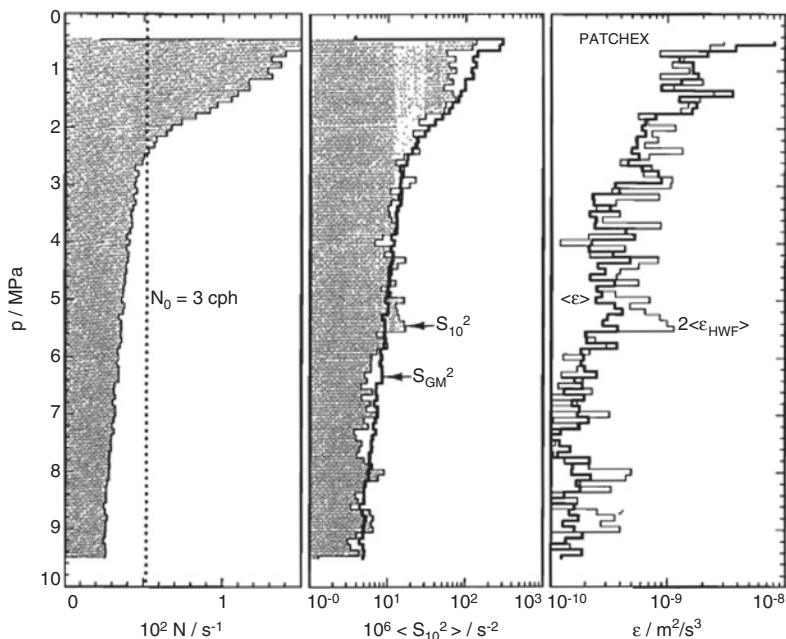 0
1
2
3
4
5
6
7
8
9
10
p / MPa
N₀ = 3 cph
0
1
10² N / s⁻¹
S₁₀²
S_GM²
10⁻⁰
10¹
10²
10³
10⁶ < S₁₀² > / s⁻²
PATCHEX
<ε>
2<ε_HWF>
10⁻¹⁰
10⁻⁹
10⁻⁸
ε / m²/s³